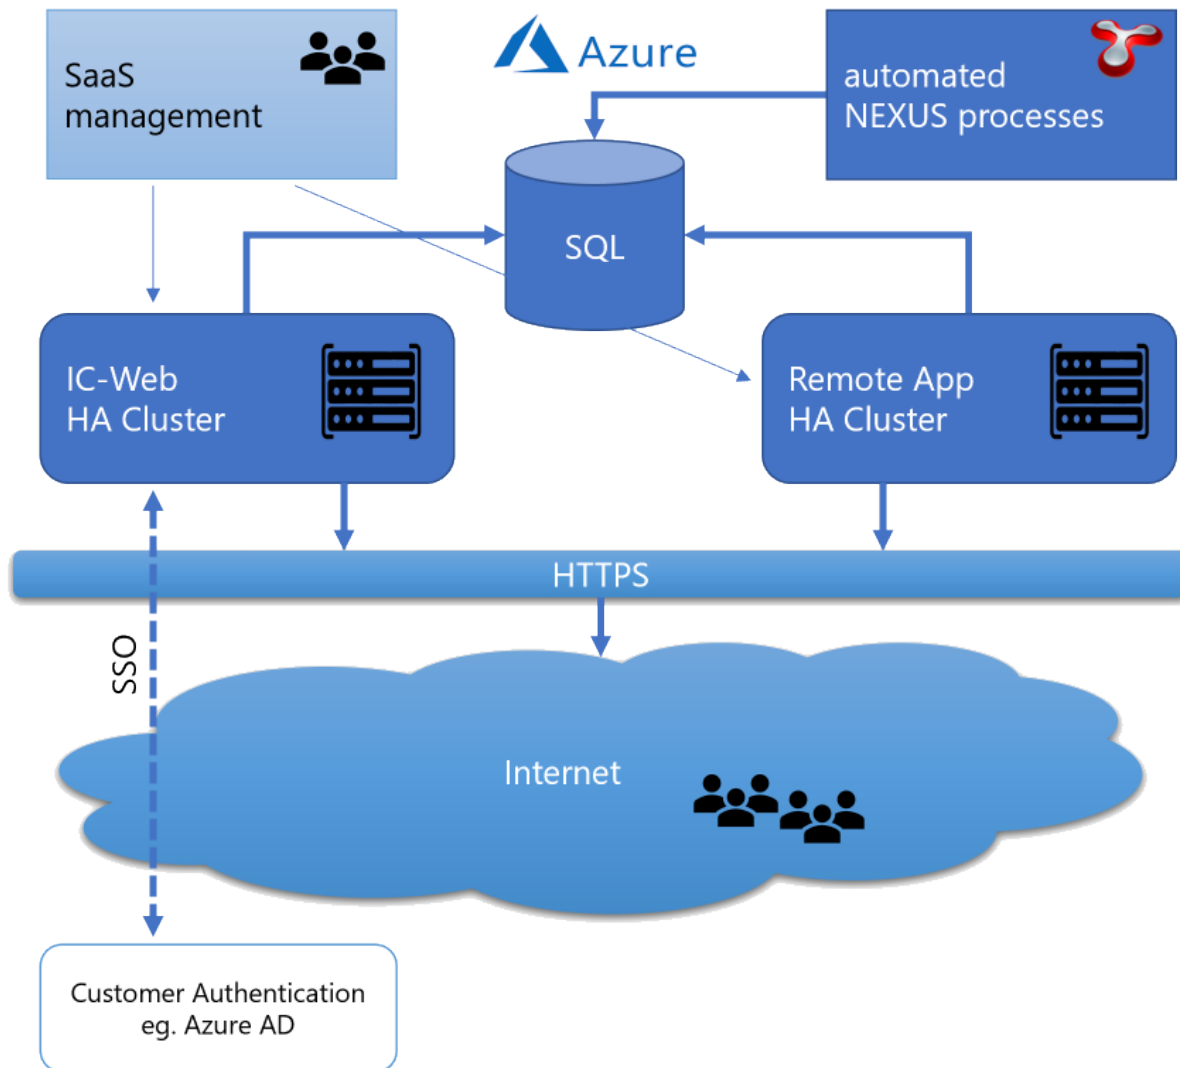 SaaS
management
Azure
automated
NEXUS processes
SQL
IC-Web
HA Cluster
Remote App
HA Cluster
HTTPS
SSO
Internet
Customer Authentication
eg. Azure AD